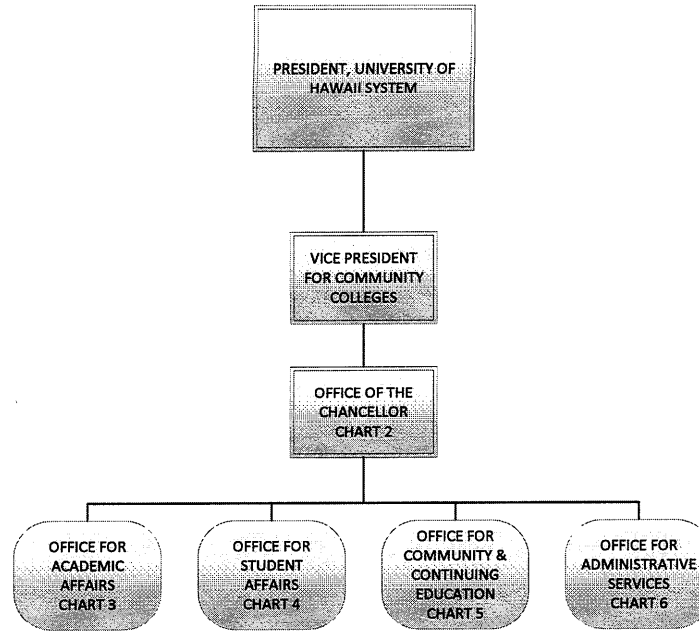 PRESIDENT, UNIVERSITY OF
HAWAII SYSTEM
VICE PRESIDENT
FOR COMMUNITY
COLLEGES
OFFICE OF THE
CHANCELLOR
CHART 2
OFFICE FOR
ACADEMIC
AFFAIRS
CHART 3
OFFICE FOR
STUDENT
AFFAIRS
CHART 4
OFFICE FOR
COMMUNITY &
CONTINUING
EDUCATION
CHART 5
OFFICE FOR
ADMINISTRATIVE
SERVICES
CHART 6